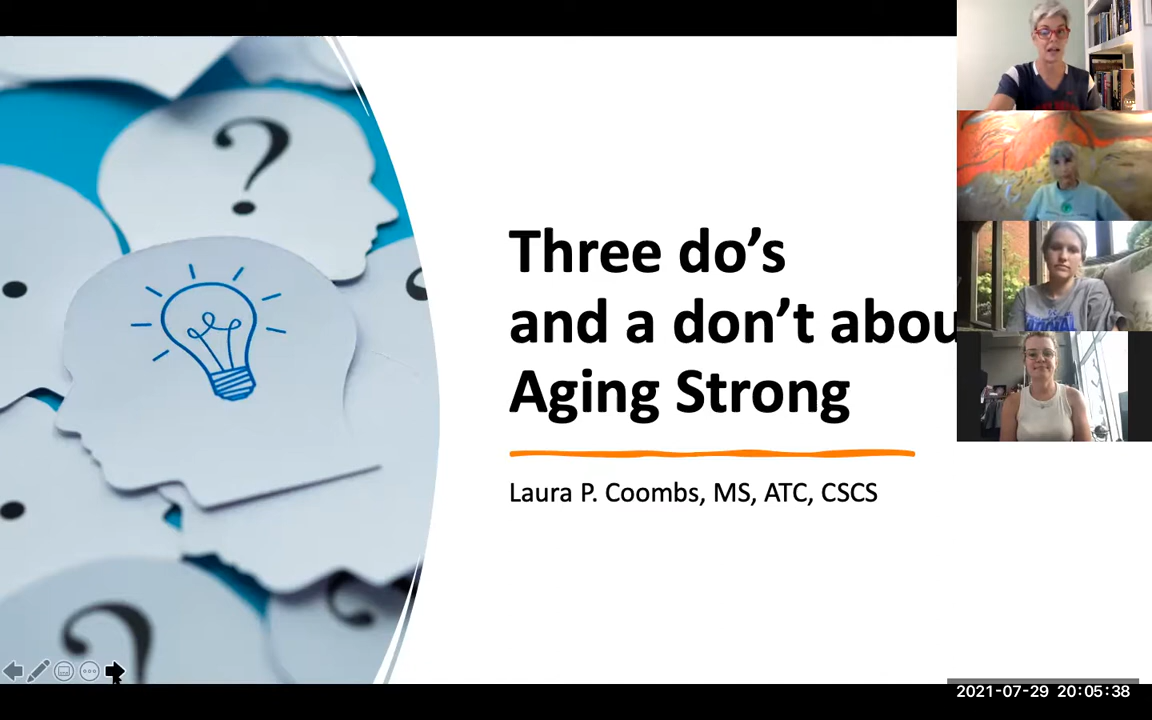 Three do's
and a don't abou
Aging Strong
Laura P. Coombs, MS, ATC, CSCS
2021-07-29 20:05:38